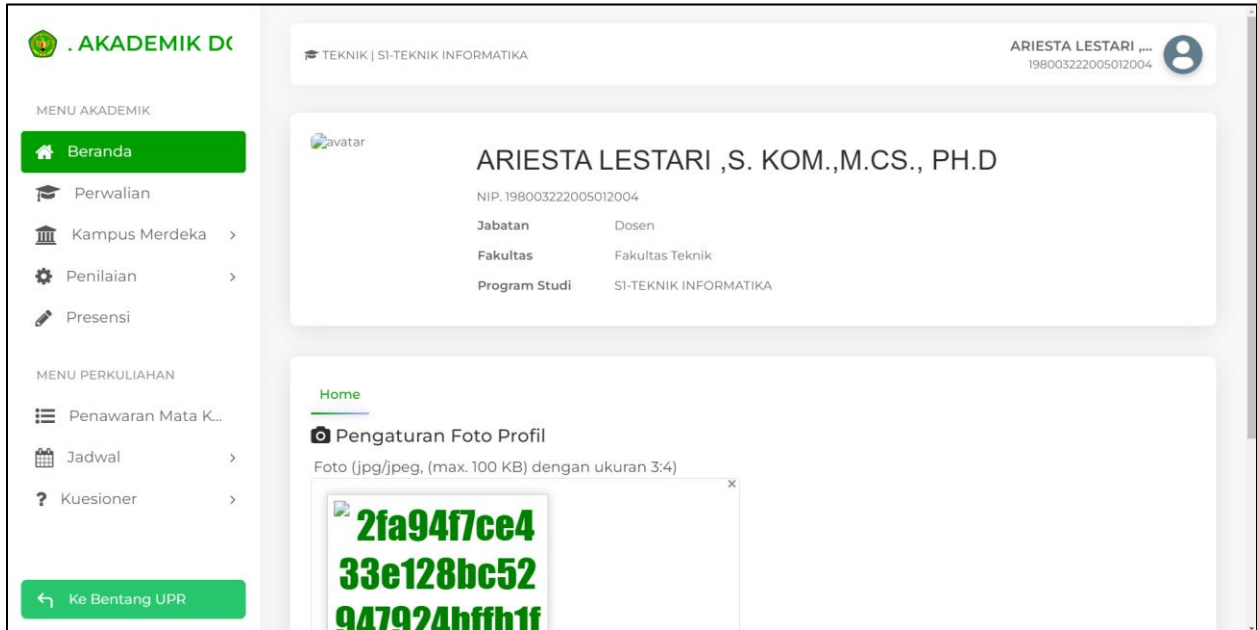 . AKADEMIK DO
MENU AKADEMIK
Beranda
Perwalian
Kampus Merdeka
Penilaian
Presensi
MENU PERKULIAHAN
Penawaran Mata K...
Jadwal
? Kuesioner
Ke Bentang UPR
TEKNIK | S1-TEKNIK INFORMATIKA
ARIESTA LESTARI ,...
198003222005012004
avatar
ARIESTA LESTARI ,S. KOM.,M.CS., PH.D
NIP. 198003222005012004
Jabatan Dosen
Fakultas Fakultas Teknik
Program Studi S1-TEKNIK INFORMATIKA
Home
Pengaturan Foto Profil
Foto (jpg/jpeg, (max. 100 KB) dengan ukuran 3:4)
2fa94f7ce4
33e128bc52
947924bffb1f